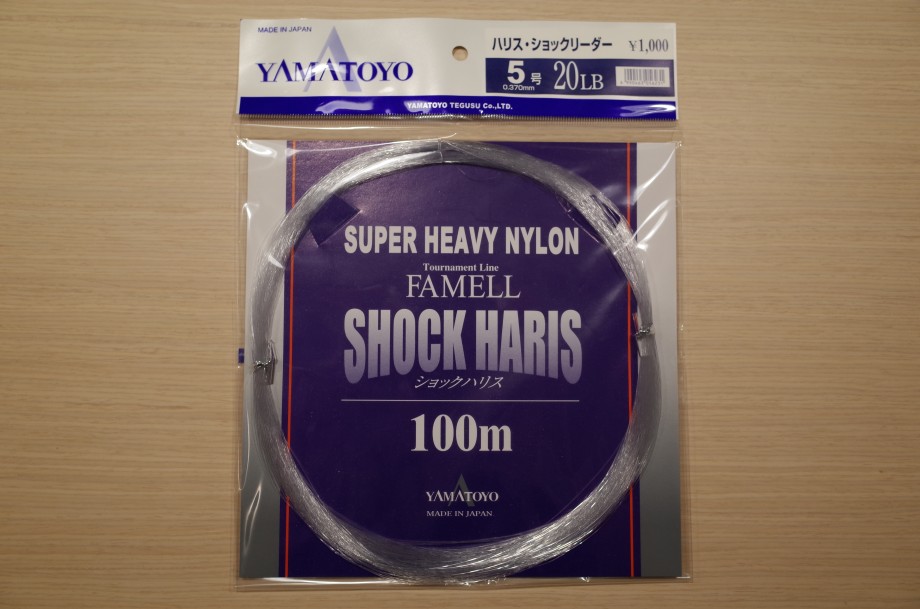 MADE IN JAPAN
YAMATOYO
ハリス・ショックリーダー ¥1,000
5号 20LB
0.370mm
YAMATOYO TEGUSU Co.,LTD.
SUPER HEAVY NYLON
Tournament Line
FAMELL
SHOCK HARIS
ショックハリス
100m
YAMATOYO
MADE IN JAPAN